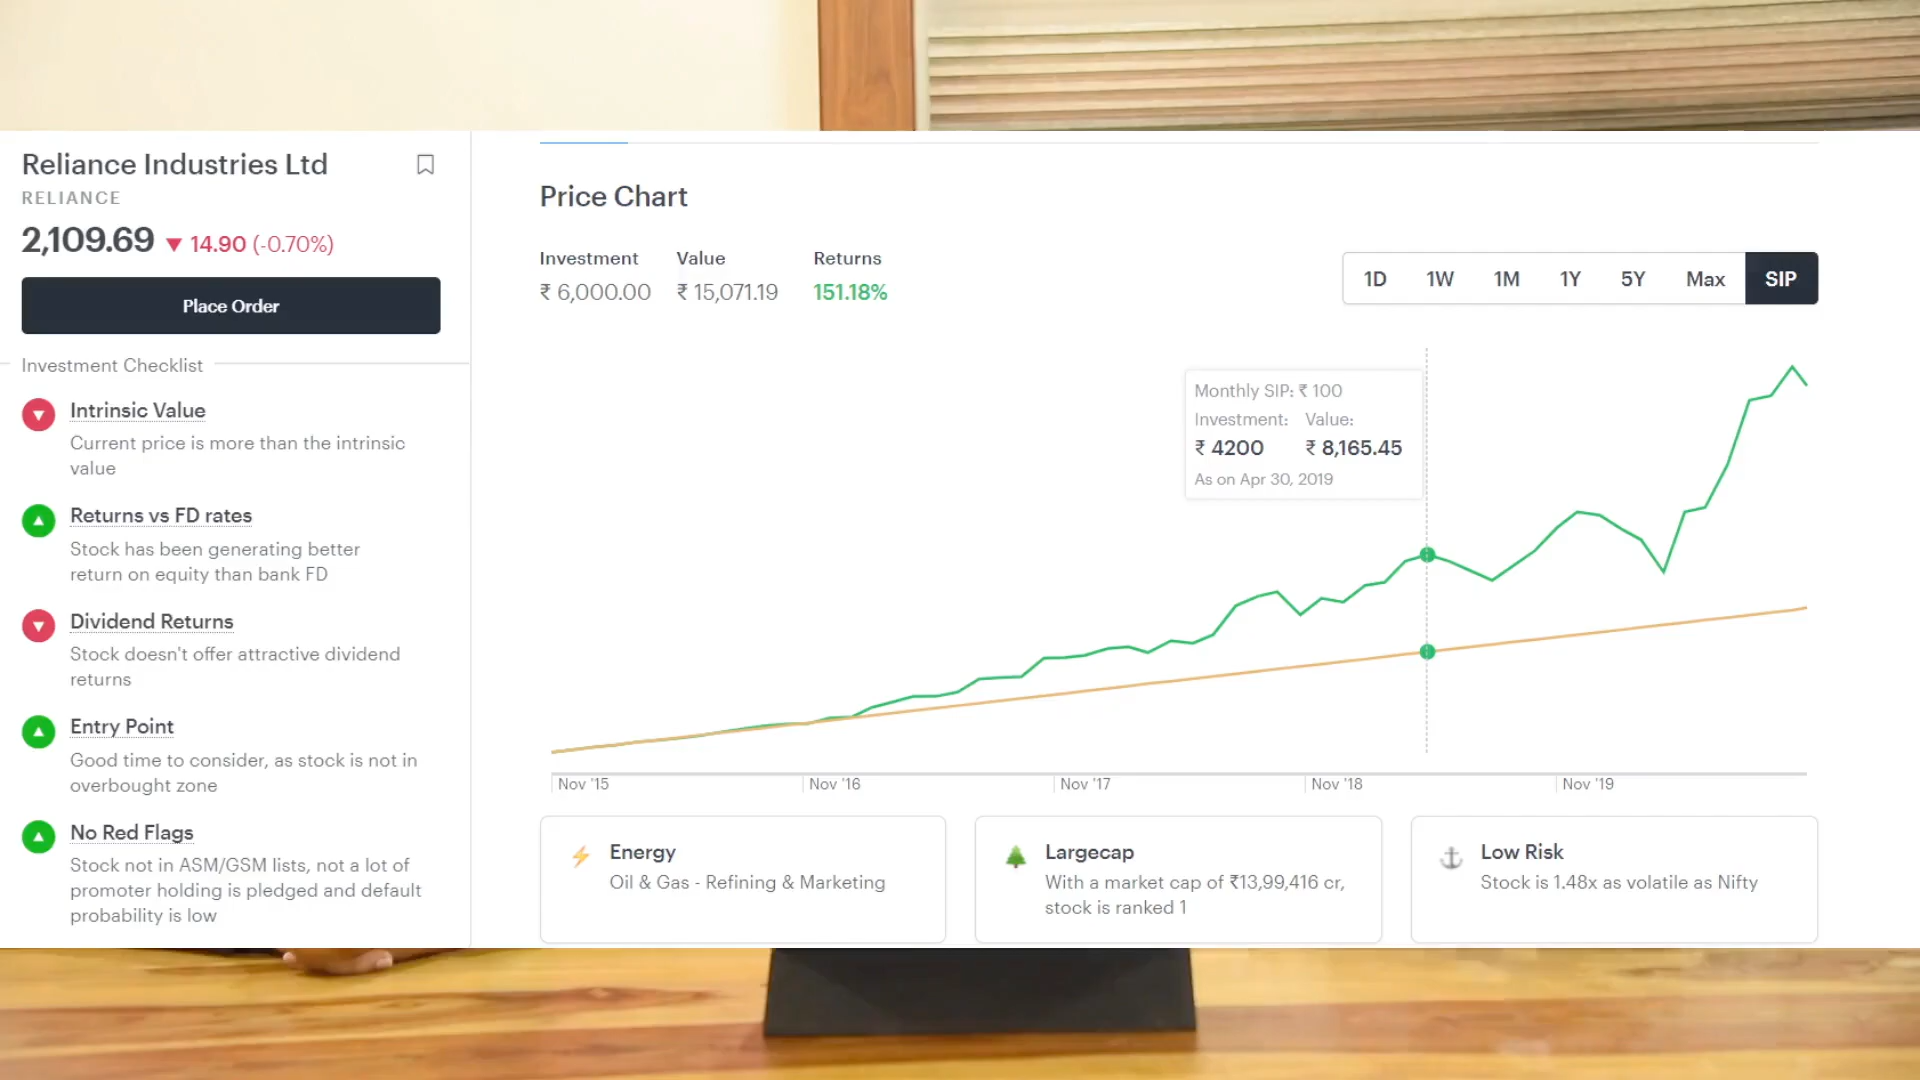 Reliance Industries Ltd
RELIANCE
2,109.69 ▼ 14.90 (-0.70%)
Place Order
Investment Checklist
Intrinsic Value
Current price is more than the intrinsic
value
Returns vs FD rates
Stock has been generating better
return on equity than bank FD
Dividend Returns
Stock doesn't offer attractive dividend
returns
Entry Point
Good time to consider, as stock is not in
overbought zone
No Red Flags
Stock not in ASM/GSM lists, not a lot of
promoter holding is pledged and default
probability is low
Price Chart
Investment Value Returns
₹ 6,000.00 ₹ 15,071.19 151.18%
1D 1W 1M 1Y 5Y Max SIP
Monthly SIP: ₹ 100
Investment: Value:
₹ 4200 ₹ 8,165.45
As on Apr 30, 2019
Nov '15 Nov '16 Nov '17 Nov '18 Nov '19
Energy
Oil & Gas - Refining & Marketing
Largecap
With a market cap of ₹13,99,416 cr,
stock is ranked 1
Low Risk
Stock is 1.48x as volatile as Nifty